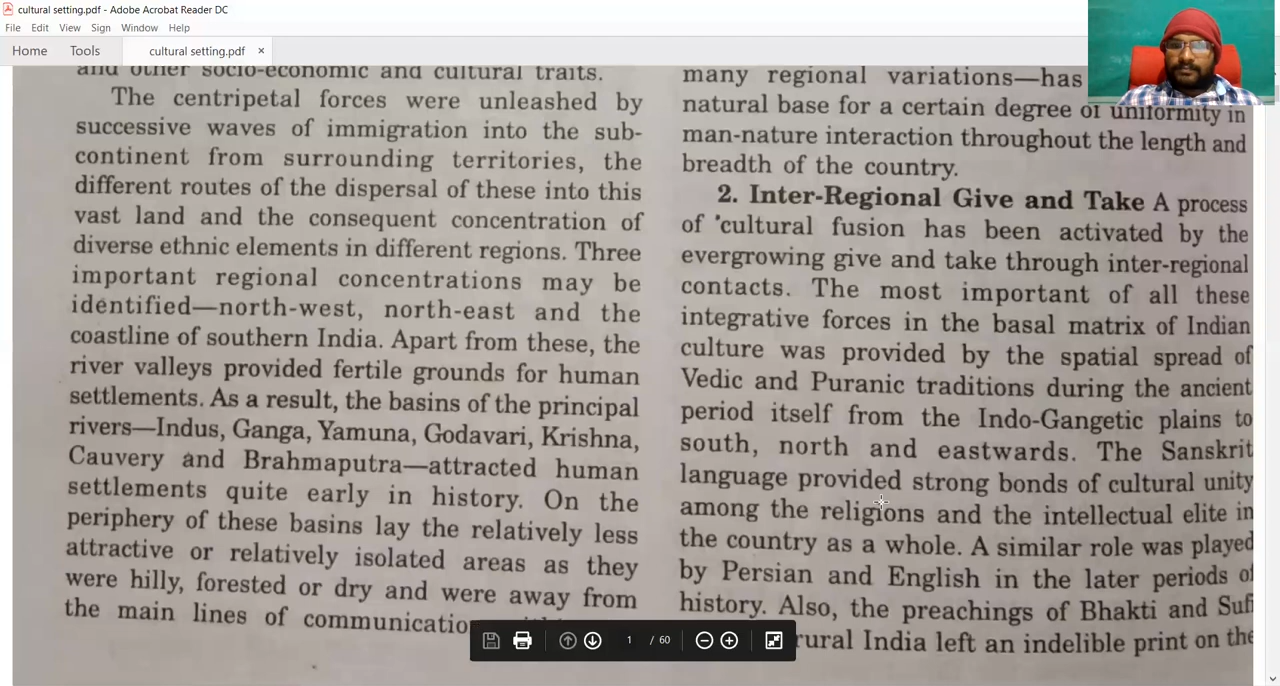 cultural setting.pdf - Adobe Acrobat Reader DC
File Edit View Sign Window Help
Home Tools cultural setting.pdf ×
and other socio-economic and cultural traits.
The centripetal forces were unleashed by
successive waves of immigration into the sub-
continent from surrounding territories, the
different routes of the dispersal of these into this
vast land and the consequent concentration of
diverse ethnic elements in different regions. Three
important regional concentrations may be
identified—north-west, north-east and the
coastline of southern India. Apart from these, the
river valleys provided fertile grounds for human
settlements. As a result, the basins of the principal
rivers—Indus, Ganga, Yamuna, Godavari, Krishna,
Cauvery and Brahmaputra—attracted human
settlements quite early in history. On the
periphery of these basins lay the relatively less
attractive or relatively isolated areas as they
were hilly, forested or dry and were away from
the main lines of
many regional variations—has
natural base for a certain degree of uniformity in
man-nature interaction throughout the length and
breadth of the country.
2. Inter-Regional Give and Take A process
of cultural fusion has been activated by the
evergrowing give and take through inter-regional
contacts. The most important of all these
integrative forces in the basal matrix of Indian
culture was provided by the spatial spread of
Vedic and Puranic traditions during the ancient
period itself from the Indo-Gangetic plains to
south, north and eastwards. The Sanskrit
language provided strong bonds of cultural unity
among the religions and the intellectual elite in
the country as a whole. A similar role was played
by Persian and English in the later periods of
history. Also, the preachings of Bhakti and Sufi
rural India left an indelible print on the
1 / 60